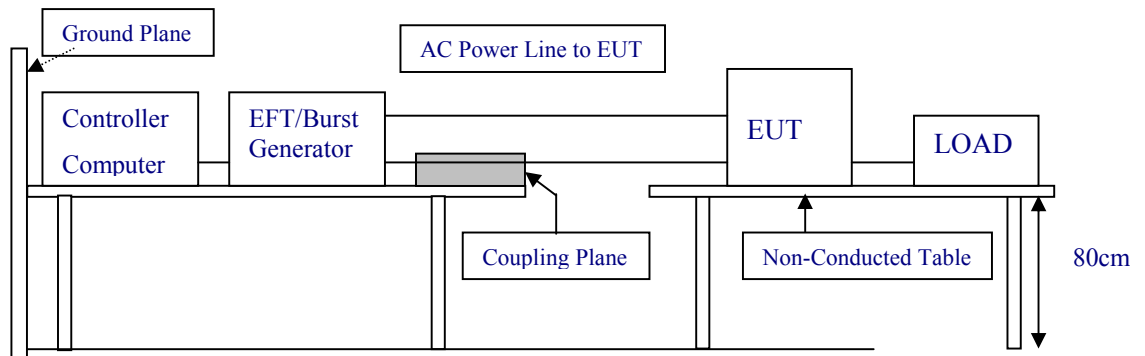 Ground Plane
AC Power Line to EUT
Controller
Computer
EFT/Burst
Generator
EUT
LOAD
Coupling Plane
Non-Conducted Table
80cm